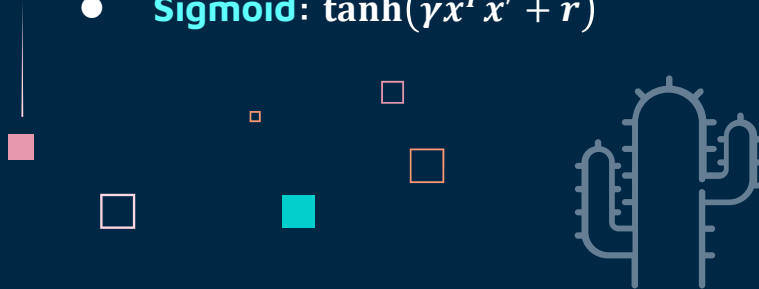 ● Sigmoid: tanh(γxᵀx′ + r)